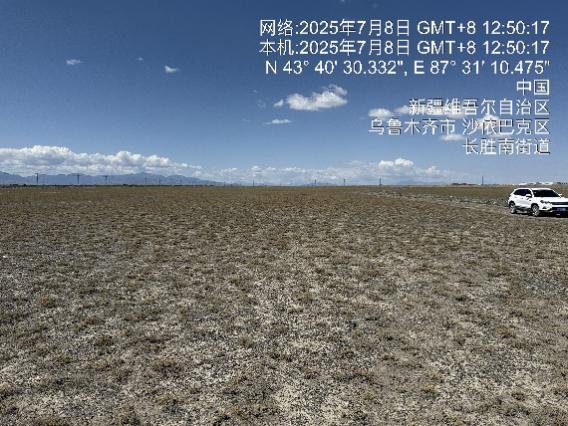 网络:2025年7月8日 GMT+8 12:50:17
本机:2025年7月8日 GMT+8 12:50:17
N 43° 40' 30.332", E 87° 31' 10.475"
中国
新疆维吾尔自治区
乌鲁木齐市 沙依巴克区
长胜南街道